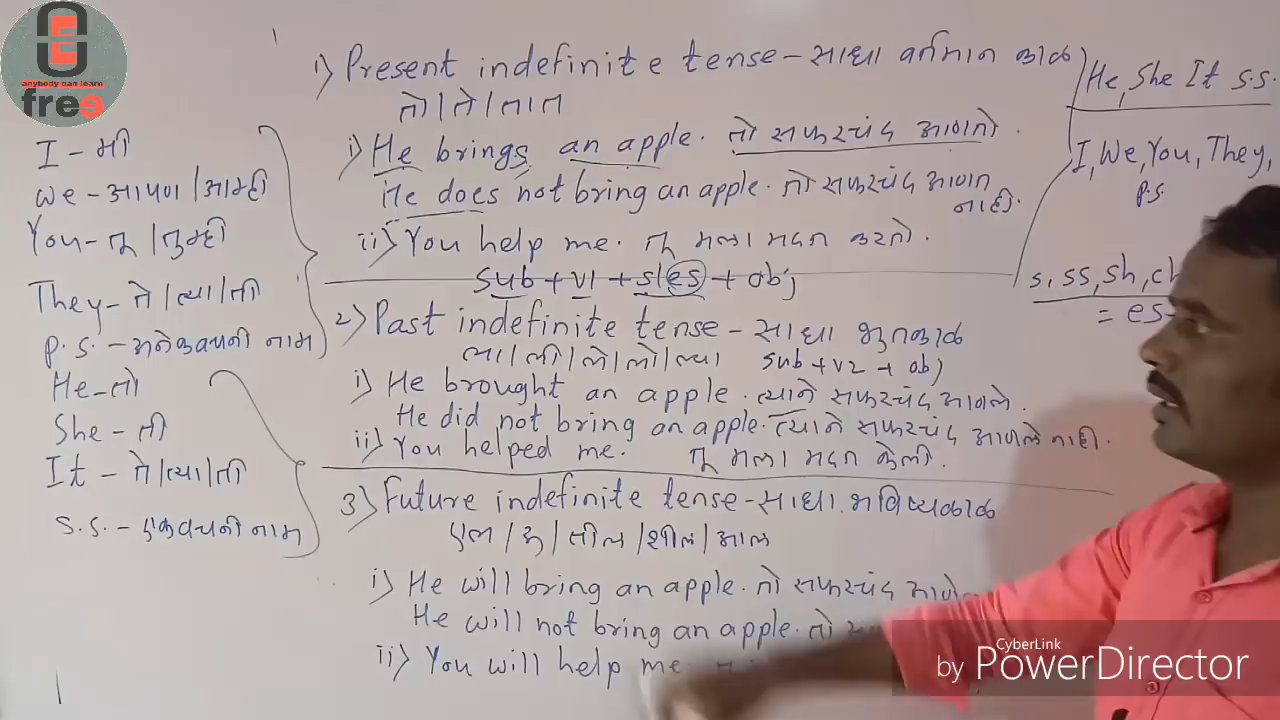 anybody can learn
free
I - मी
We - आपण / आम्ही
You - तू / तुम्ही
They - ते / त्या / ती
P.S. - अनेकवचनी नाम
He - तो
She - ती
It - ते / त्या / ती
S.S. - एकवचनी नाम
1) Present indefinite tense - साधा वर्तमान काळ
तो / ते / ता त
i) He brings an apple. तो सफरचंद आणतो.
He does not bring an apple. तो सफरचंद आणत
नाही.
ii) You help me. तू मला मदत करतो.
Sub + V1 + s/es + obj
2) Past indefinite tense - साधा भुतकाळ
ला / ली / ले / लो / ल्या Sub + V2 + obj
i) He brought an apple. त्याने सफरचंद आणले.
He did not bring an apple. त्याने सफरचंद आणले नाही.
ii) You helped me. तू मला मदत केली.
3) Future indefinite tense - साधा भविष्यकाळ
एल / ई / तील / शील / आल
i) He will bring an apple. तो सफरचंद
He will not bring an apple. तो
ii) You will help me.
He, She It S.S.
I, We, You, They,
P.S.
s, ss, sh, ch
= es
CyberLink
by PowerDirector